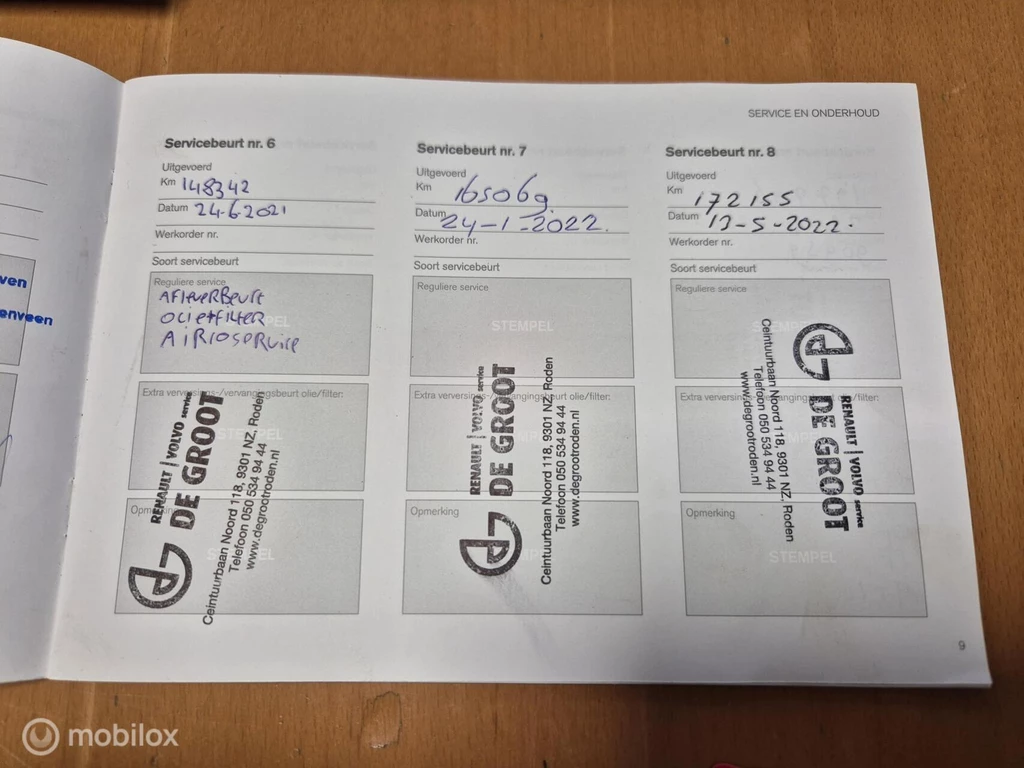 SERVICE EN ONDERHOUD
Servicebeurt nr. 6
Uitgevoerd
Km 148342
Datum 24-6-2021
Werkorder nr.
Soort servicebeurt
Reguliere service
STEMPEL
AFleverBeurt
OLie+filter
AiRCoService
Extra verversings-/vervangingsbeurt olie/filter:
STEMPEL
Opmerking
STEMPEL
RENAULT | VOLVO service
DE GROOT
Ceintuurbaan Noord 118, 9301 NZ, Roden
Telefoon 050 534 94 44
www.degrootroden.nl
Servicebeurt nr. 7
Uitgevoerd
Km 165069
Datum 24-1-2022.
Werkorder nr.
Soort servicebeurt
Reguliere service
STEMPEL
Extra verversings-/vervangingsbeurt olie/filter:
Opmerking
RENAULT | VOLVO service
DE GROOT
Ceintuurbaan Noord 118, 9301 NZ, Roden
Telefoon 050 534 94 44
www.degrootroden.nl
Servicebeurt nr. 8
Uitgevoerd
Km 172155
Datum 12-5-2022.
Werkorder nr.
Soort servicebeurt
Reguliere service
Extra verversings-/vervangingsbeurt olie/filter:
STEMPEL
Opmerking
STEMPEL
RENAULT | VOLVO service
DE GROOT
Ceintuurbaan Noord 118, 9301 NZ, Roden
Telefoon 050 534 94 44
www.degrootroden.nl
ven
enveen
9
mobilox